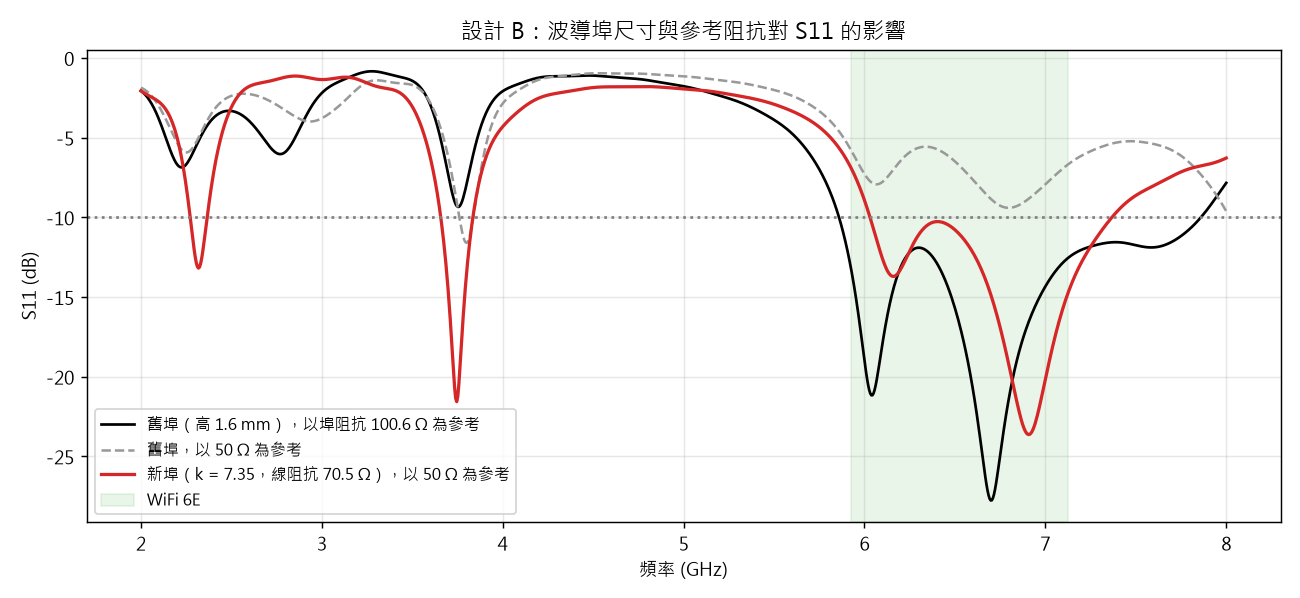 設計 B：波導埠尺寸與參考阻抗對 S11 的影響
S11 (dB)
0
-5
-10
-15
-20
-25
舊埠（高 1.6 mm），以埠阻抗 100.6 Ω 為參考
舊埠，以 50 Ω 為參考
新埠（k = 7.35，線阻抗 70.5 Ω），以 50 Ω 為參考
WiFi 6E
2 3 4 5 6 7 8
頻率 (GHz)